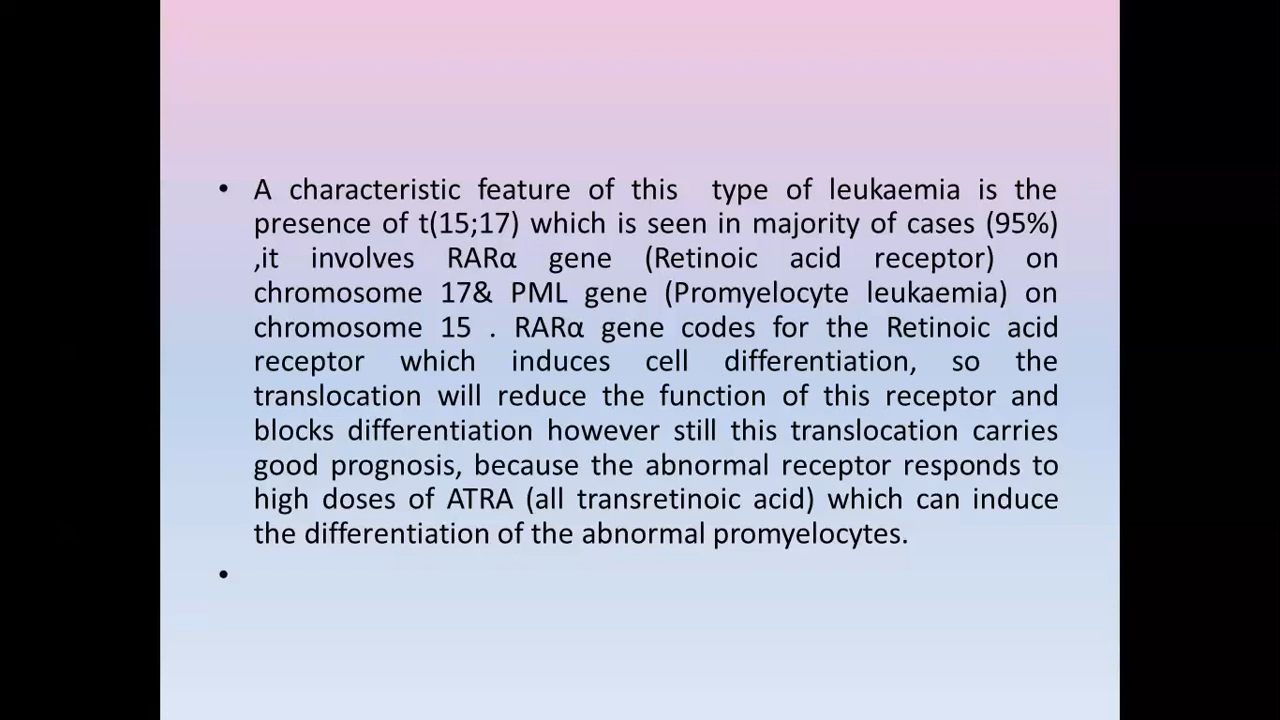 • A characteristic feature of this type of leukaemia is the
presence of t(15;17) which is seen in majority of cases (95%)
,it involves RARα gene (Retinoic acid receptor) on
chromosome 17& PML gene (Promyelocyte leukaemia) on
chromosome 15 . RARα gene codes for the Retinoic acid
receptor which induces cell differentiation, so the
translocation will reduce the function of this receptor and
blocks differentiation however still this translocation carries
good prognosis, because the abnormal receptor responds to
high doses of ATRA (all transretinoic acid) which can induce
the differentiation of the abnormal promyelocytes.
•